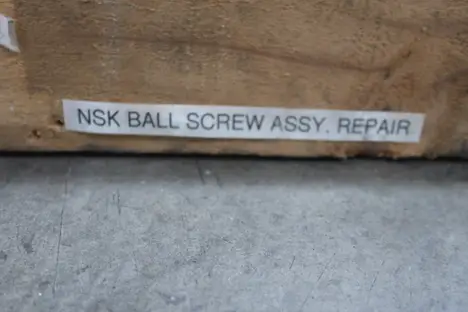 NSK BALL SCREW ASSY. REPAIR